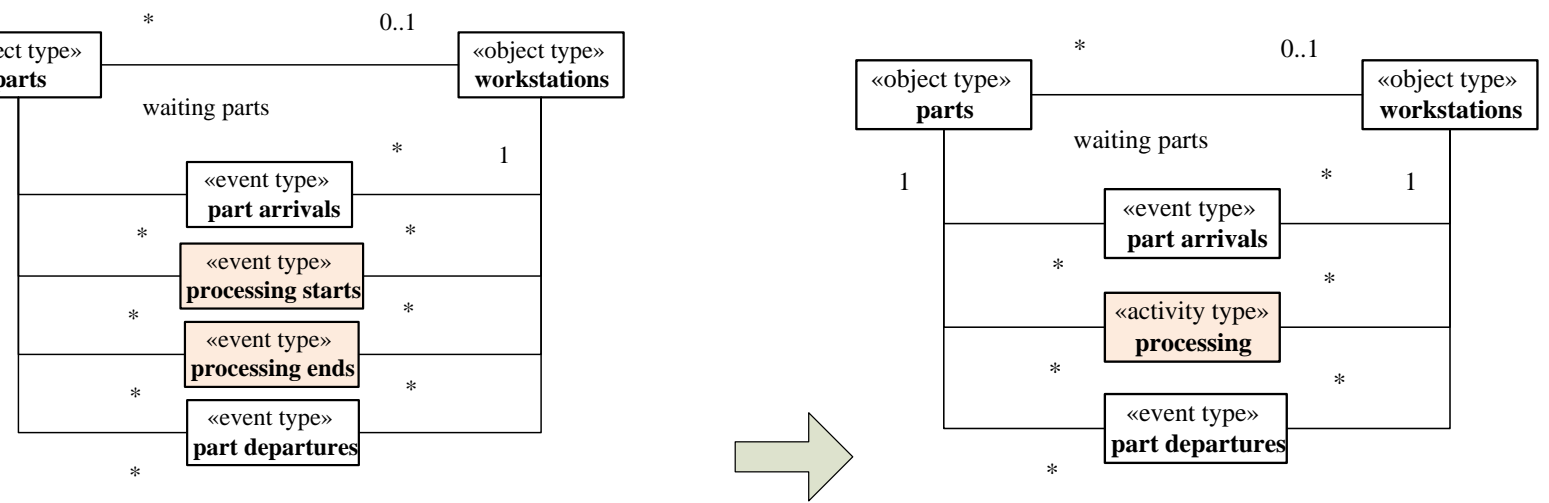 * 0..1
ect type» «object type»
parts workstations
waiting parts
* 1
«event type»
part arrivals
* *
«event type»
processing starts
* *
«event type»
processing ends
* *
«event type»
part departures
*
* 0..1
«object type» «object type»
parts workstations
waiting parts
1 * 1
«event type»
part arrivals
* *
«activity type»
processing
* *
«event type»
part departures
*